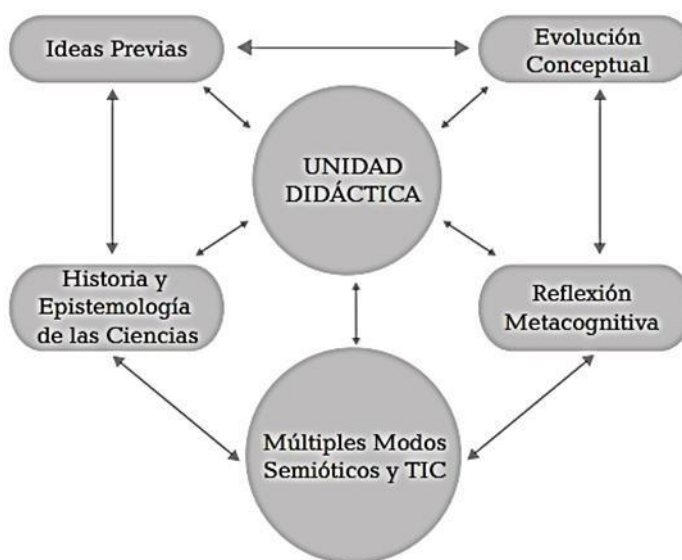 Ideas Previas
Evolución
Conceptual
UNIDAD
DIDÁCTICA
Historia y
Epistemología
de las Ciencias
Reflexión
Metacognitiva
Múltiples Modos
Semióticos y TIC